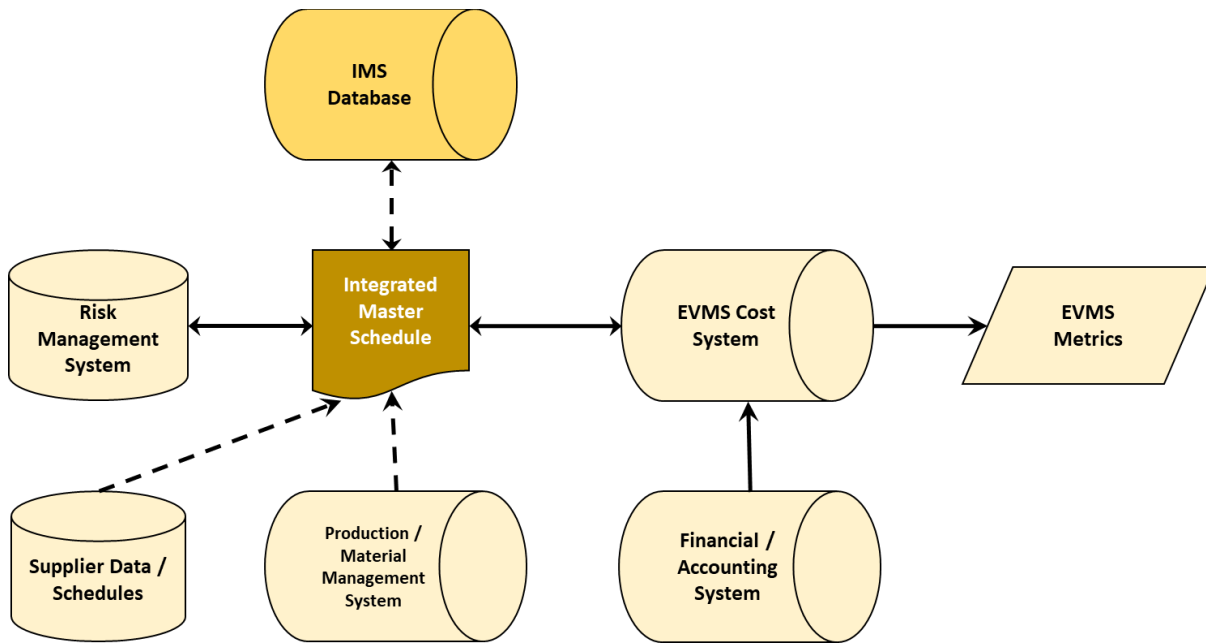 IMS
Database
Risk
Management
System
Integrated
Master
Schedule
EVMS Cost
System
EVMS
Metrics
Supplier Data /
Schedules
Production /
Material
Management
System
Financial /
Accounting
System